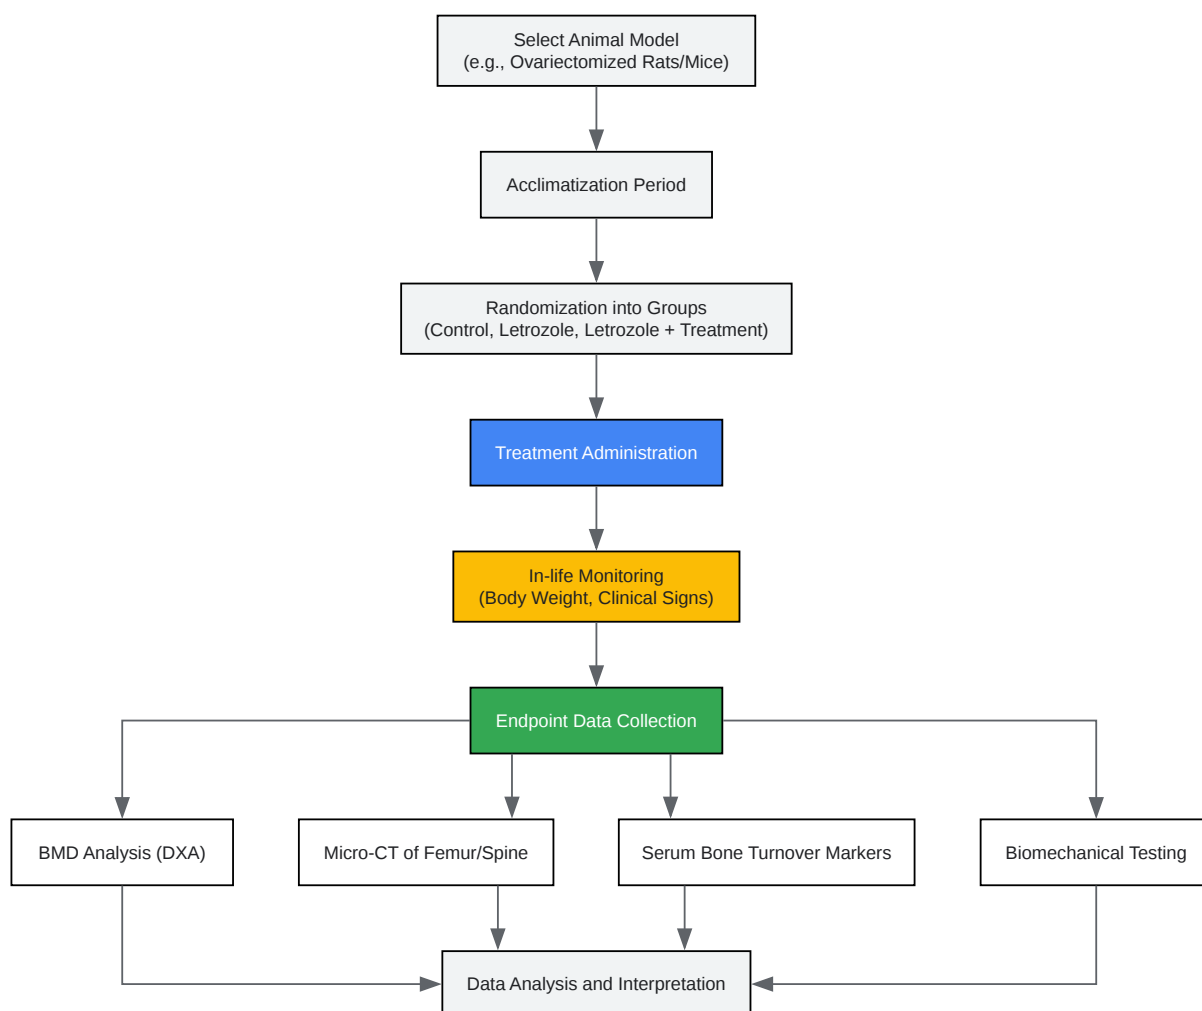 Select Animal Model
(e.g., Ovariectomized Rats/Mice)
Acclimatization Period
Randomization into Groups
(Control, Letrozole, Letrozole + Treatment)
Treatment Administration
In-life Monitoring
(Body Weight, Clinical Signs)
Endpoint Data Collection
BMD Analysis (DXA)
Micro-CT of Femur/Spine
Serum Bone Turnover Markers
Biomechanical Testing
Data Analysis and Interpretation